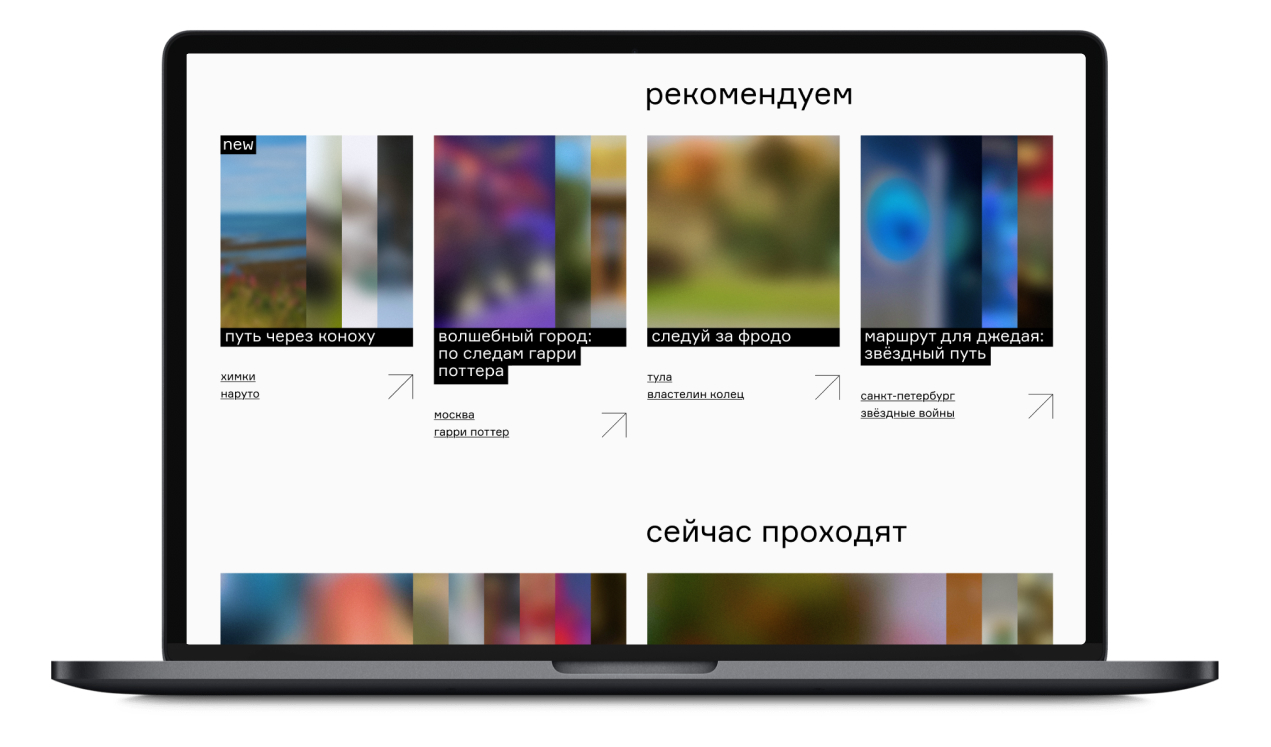 рекомендуем
new
путь через коноху
химки
наруто
волшебный город:
по следам гарри
поттера
москва
гарри поттер
следуй за фродо
тула
властелин колец
маршрут для джедая:
звёздный путь
санкт-петербург
звёздные войны
сейчас проходят